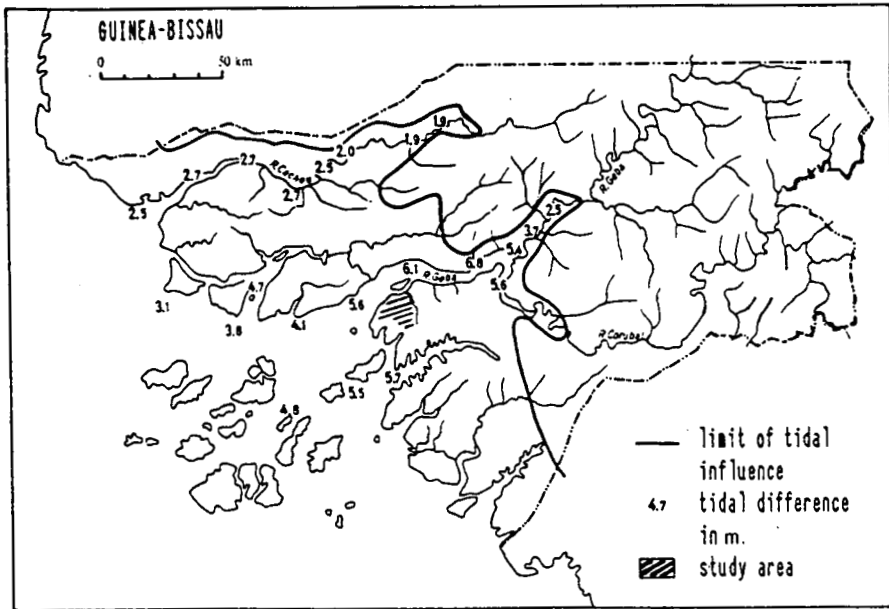 GUINEA-BISSAU
0 50 km
1.9
1.9
2.0
2.5
2.7
2.7
R.Cacheu
2.7
2.5
R.Geba
2.5
3.7
5.4
6.8
6.1
R.Geba
5.6
5.6
4.7
3.1
3.8
4.1
R.Corubal
5.7
5.5
4.8
limit of tidal
influence
4.7 tidal difference
in m.
study area